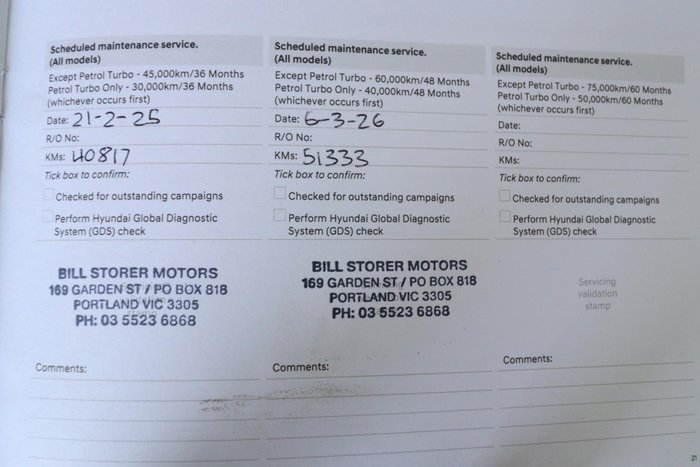 Scheduled maintenance service.
(All models)
Except Petrol Turbo - 45,000km/36 Months
Petrol Turbo Only - 30,000km/36 Months
(whichever occurs first)
Date: 21-2-25
R/O No:
KMs: 40817
Tick box to confirm:
Checked for outstanding campaigns
Perform Hyundai Global Diagnostic
System (GDS) check
BILL STORER MOTORS
169 GARDEN ST / PO BOX 818
PORTLAND VIC 3305
PH: 03 5523 6868
Comments:
Scheduled maintenance service.
(All models)
Except Petrol Turbo - 60,000km/48 Months
Petrol Turbo Only - 40,000km/48 Months
(whichever occurs first)
Date: 6-3-26
R/O No:
KMs: 51333
Tick box to confirm:
Checked for outstanding campaigns
Perform Hyundai Global Diagnostic
System (GDS) check
BILL STORER MOTORS
169 GARDEN ST / PO BOX 818
PORTLAND VIC 3305
PH: 03 5523 6868
Comments:
Scheduled maintenance service.
(All models)
Except Petrol Turbo - 75,000km/60 Months
Petrol Turbo Only - 50,000km/60 Months
(whichever occurs first)
Date:
R/O No:
KMs:
Tick box to confirm:
Checked for outstanding campaigns
Perform Hyundai Global Diagnostic
System (GDS) check
Servicing
validation
stamp
Comments:
21